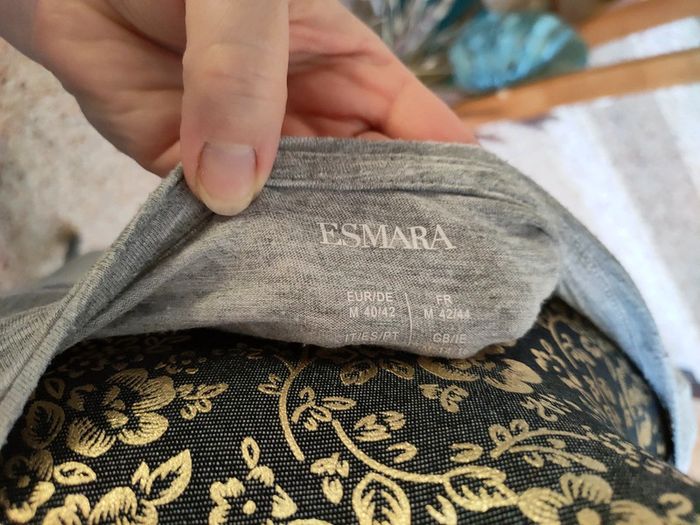 ESMARA
EUR/DE FR
M 40/42 M 42/44
IT/ES/PT GB/IE